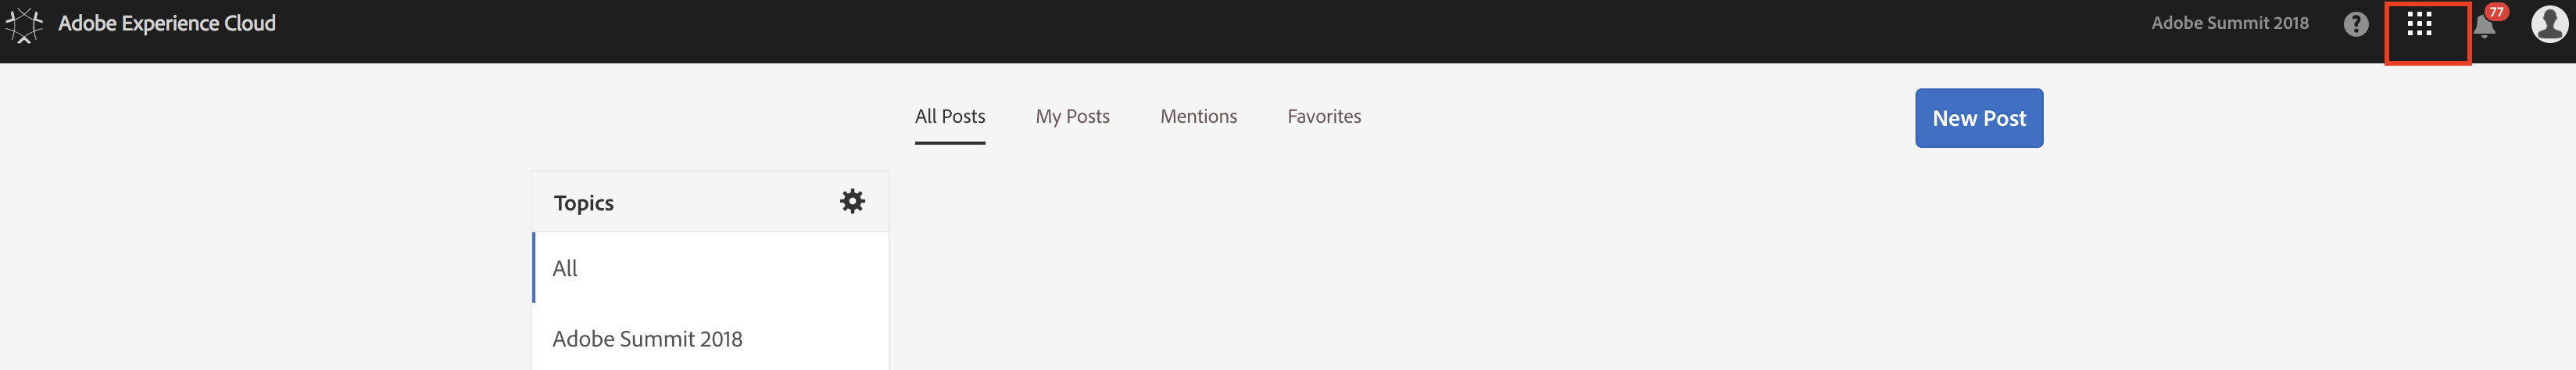 Adobe Experience Cloud
Adobe Summit 2018
?
77
All Posts
My Posts
Mentions
Favorites
New Post
Topics
All
Adobe Summit 2018